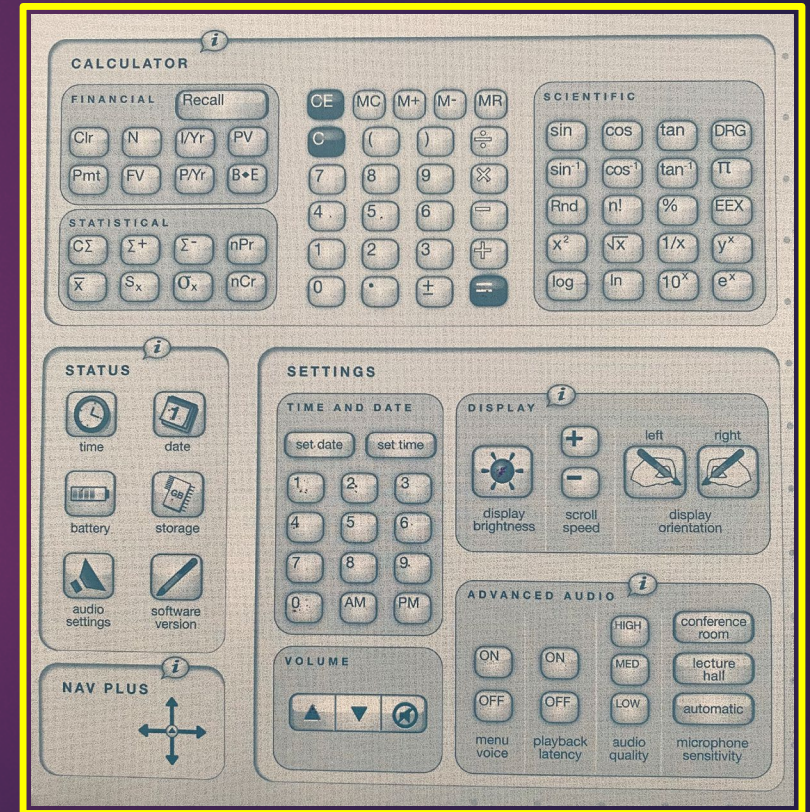 i
CALCULATOR
FINANCIAL Recall
Clr N I/Yr PV
Pmt FV P/Yr B◆E
STATISTICAL
CΣ Σ+ Σ- nPr
x̅ Sₓ σₓ nCr
CE MC M+ M- MR
C ( ) ÷
7 8 9 ×
4 5 6 −
1 2 3 +
0 • ± =
SCIENTIFIC
sin cos tan DRG
sin⁻¹ cos⁻¹ tan⁻¹ π
Rnd n! % EEX
x² √x 1/x yˣ
log ln 10ˣ eˣ
i
STATUS
time date
1
battery storage
GB
audio settings
software version
i
NAV PLUS
SETTINGS
TIME AND DATE
set date set time
1 2 3
4 5 6
7 8 9
0 AM PM
VOLUME
i
DISPLAY
display
brightness
+
−
scroll
speed
left right
display
orientation
i
ADVANCED AUDIO
ON
OFF
menu
voice
ON
OFF
playback
latency
HIGH
MED
LOW
audio
quality
conference
room
lecture
hall
automatic
microphone
sensitivity